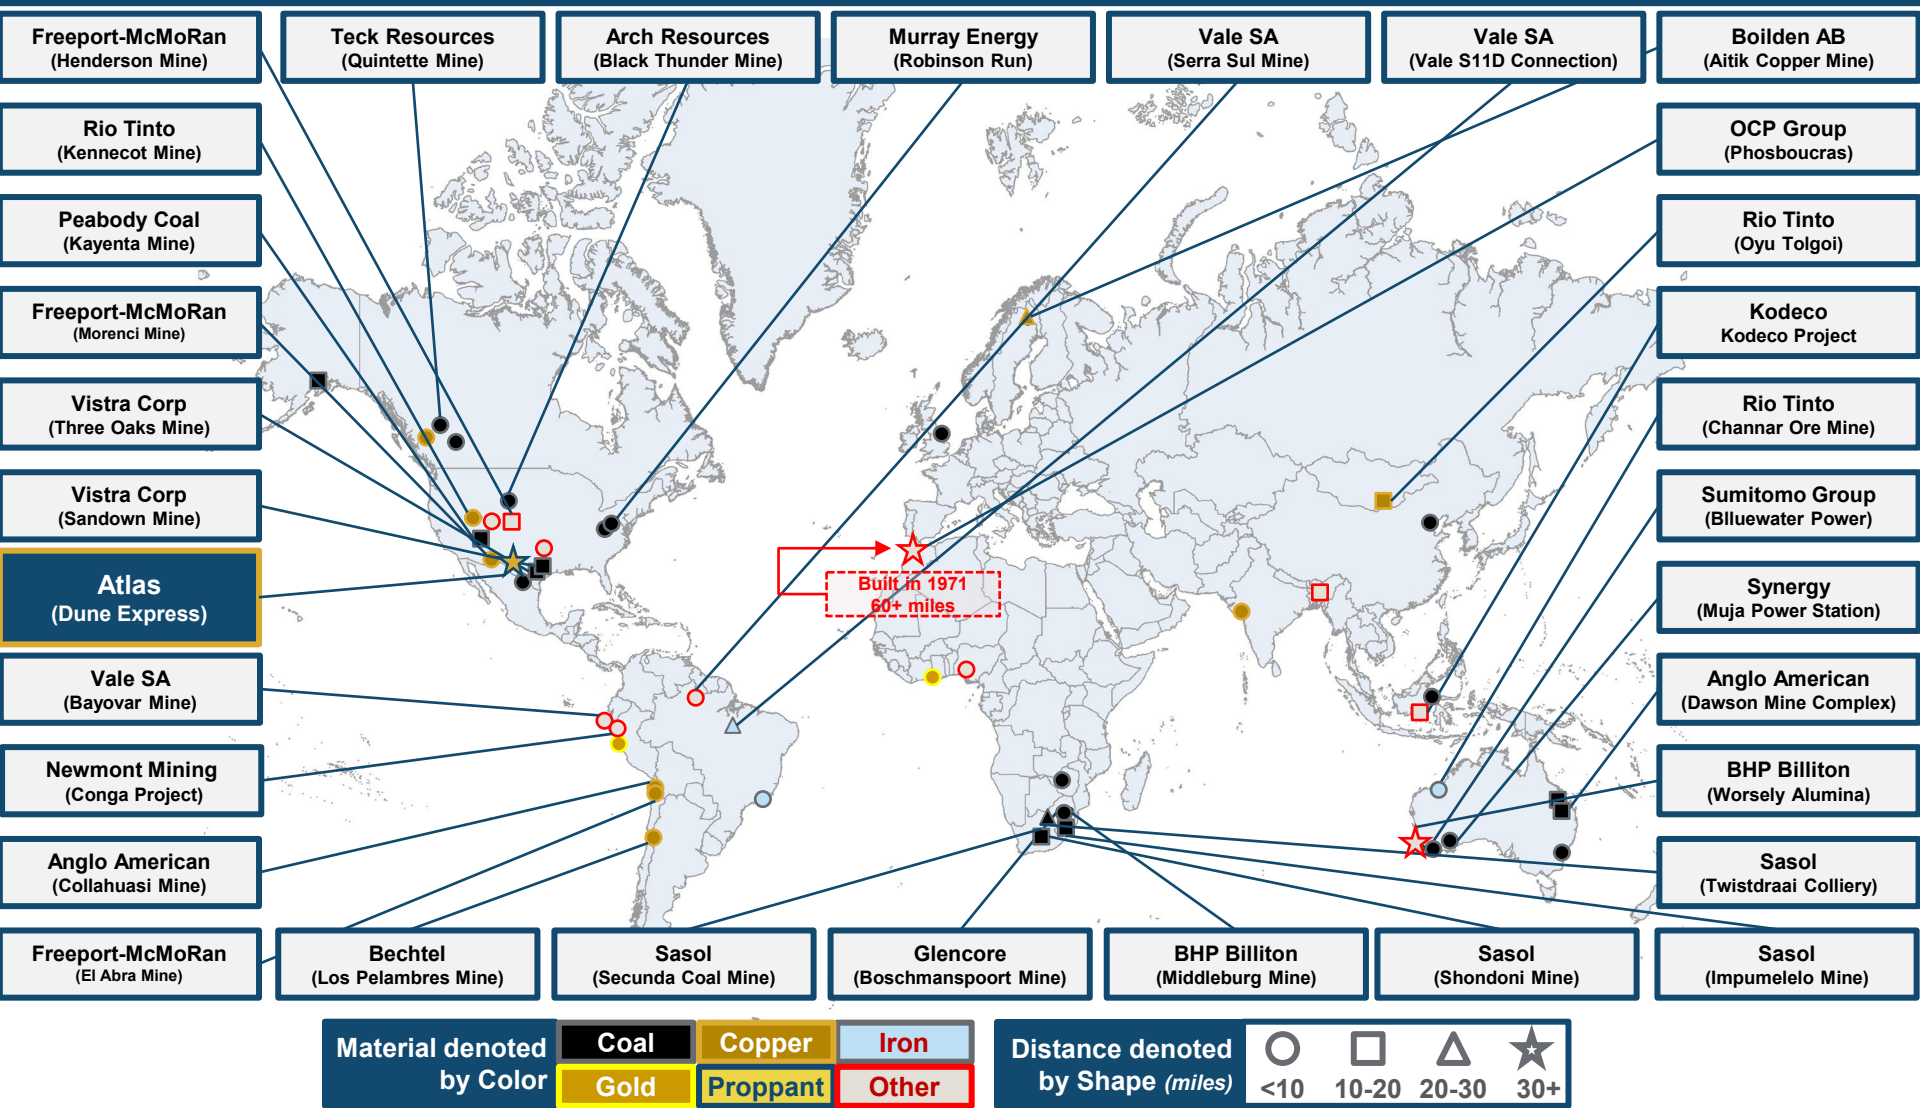 Freeport-McMoRan
(Henderson Mine)
Teck Resources
(Quintette Mine)
Arch Resources
(Black Thunder Mine)
Murray Energy
(Robinson Run)
Vale SA
(Serra Sul Mine)
Vale SA
(Vale S11D Connection)
Boilden AB
(Aitik Copper Mine)
Rio Tinto
(Kennecot Mine)
OCP Group
(Phosboucras)
Peabody Coal
(Kayenta Mine)
Rio Tinto
(Oyu Tolgoi)
Freeport-McMoRan
(Morenci Mine)
Kodeco
Kodeco Project
Vistra Corp
(Three Oaks Mine)
Rio Tinto
(Channar Ore Mine)
Vistra Corp
(Sandown Mine)
Sumitomo Group
(Blluewater Power)
Atlas
(Dune Express)
Built in 1971
60+ miles
Synergy
(Muja Power Station)
Vale SA
(Bayovar Mine)
Anglo American
(Dawson Mine Complex)
Newmont Mining
(Conga Project)
BHP Billiton
(Worsely Alumina)
Anglo American
(Collahuasi Mine)
Sasol
(Twistdraai Colliery)
Freeport-McMoRan
(El Abra Mine)
Bechtel
(Los Pelambres Mine)
Sasol
(Secunda Coal Mine)
Glencore
(Boschmanspoort Mine)
BHP Billiton
(Middleburg Mine)
Sasol
(Shondoni Mine)
Sasol
(Impumelelo Mine)
Material denoted
by Color
Coal
Copper
Iron
Gold
Proppant
Other
Distance denoted
by Shape (miles)
<10
10-20
20-30
30+